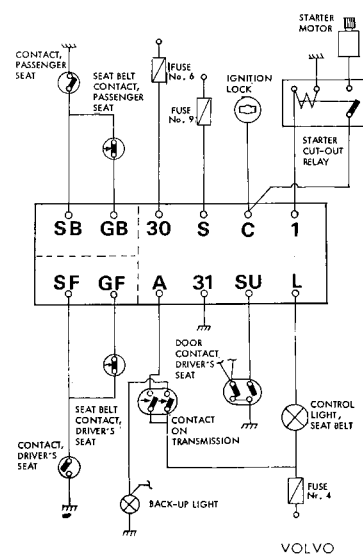 STARTER
MOTOR
CONTACT,
PASSENGER
SEAT
SEAT BELT
CONTACT,
PASSENGER
SEAT
FUSE
No. 6
FUSE
No. 9
IGNITION
LOCK
STARTER
CUT-OUT
RELAY
SB GB 30 S C 1
SF GF A 31 SU L
DOOR
CONTACT,
DRIVER'S
SEAT
SEAT BELT
CONTACT,
DRIVER'S
SEAT
CONTACT
ON
TRANSMISSION
CONTROL
LIGHT,
SEAT BELT
CONTACT,
DRIVER'S
SEAT
BACK-UP LIGHT
FUSE
Nr. 4
VOLVO